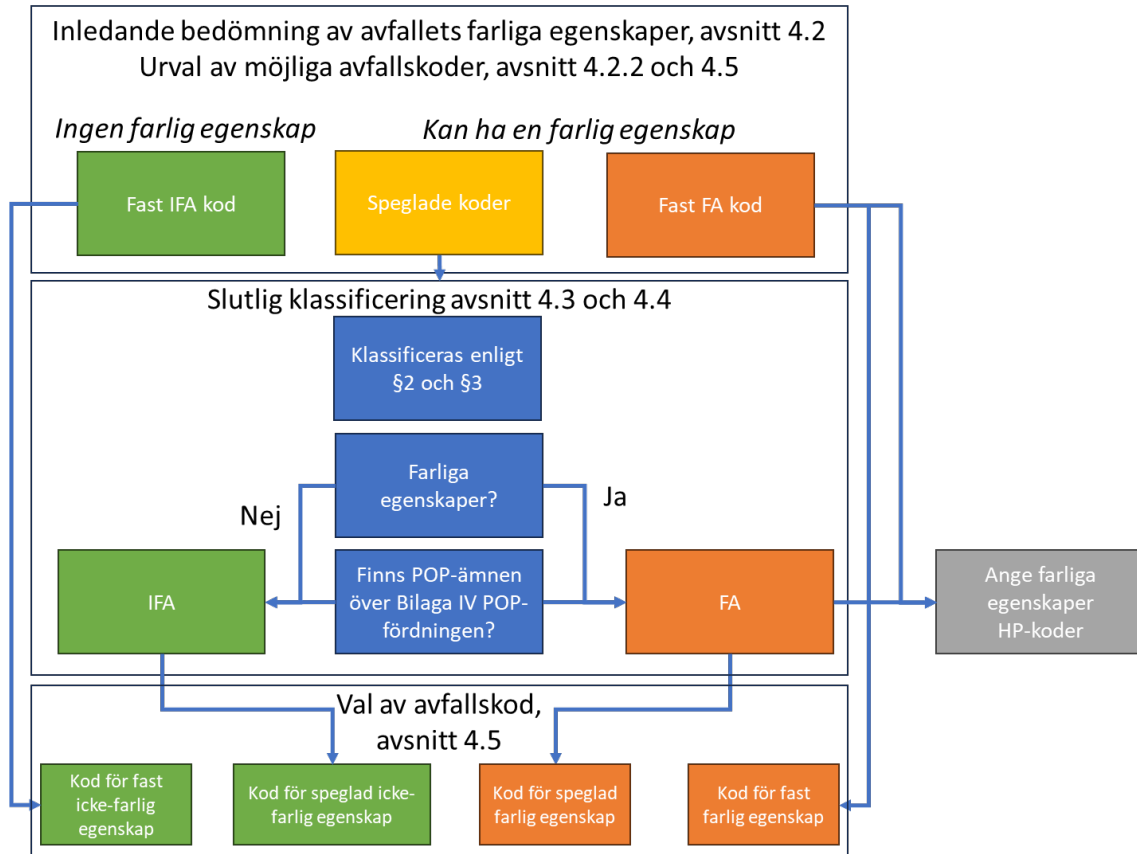 Inledande bedömning av avfallets farliga egenskaper, avsnitt 4.2
Urval av möjliga avfallskoder, avsnitt 4.2.2 och 4.5
Ingen farlig egenskap
Kan ha en farlig egenskap
Fast IFA kod
Speglade koder
Fast FA kod
Slutlig klassificering avsnitt 4.3 och 4.4
Klassificeras enligt
§2 och §3
Farliga
egenskaper?
Nej
Ja
IFA
Finns POP-ämnen
över Bilaga IV POP-
fördningen?
FA
Ange farliga
egenskaper
HP-koder
Val av avfallskod,
avsnitt 4.5
Kod för fast
icke-farlig
egenskap
Kod för speglad icke-
farlig egenskap
Kod för speglad
farlig egenskap
Kod för fast
farlig egenskap